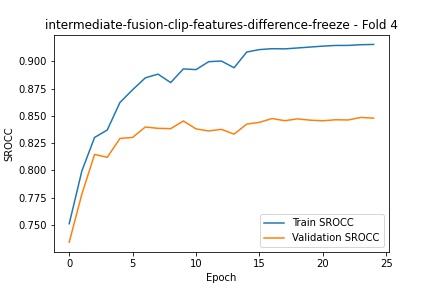 intermediate-fusion-clip-features-difference-freeze - Fold 4
SROCC
0.900
0.875
0.850
0.825
0.800
0.775
0.750
Train SROCC
Validation SROCC
0 5 10 15 20 25
Epoch